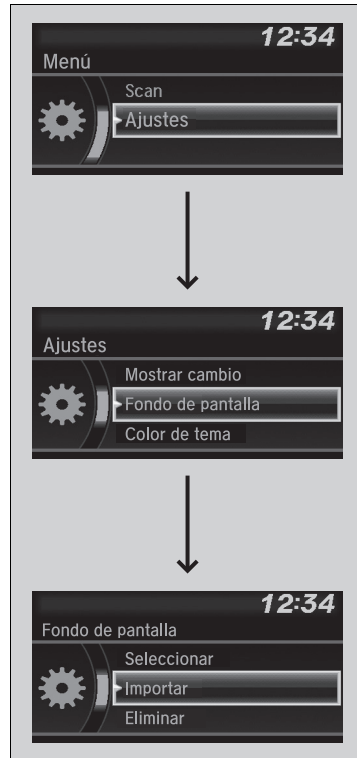 12:34
Menú
Scan
Ajustes
12:34
Ajustes
Mostrar cambio
Fondo de pantalla
Color de tema
12:34
Fondo de pantalla
Seleccionar
Importar
Eliminar